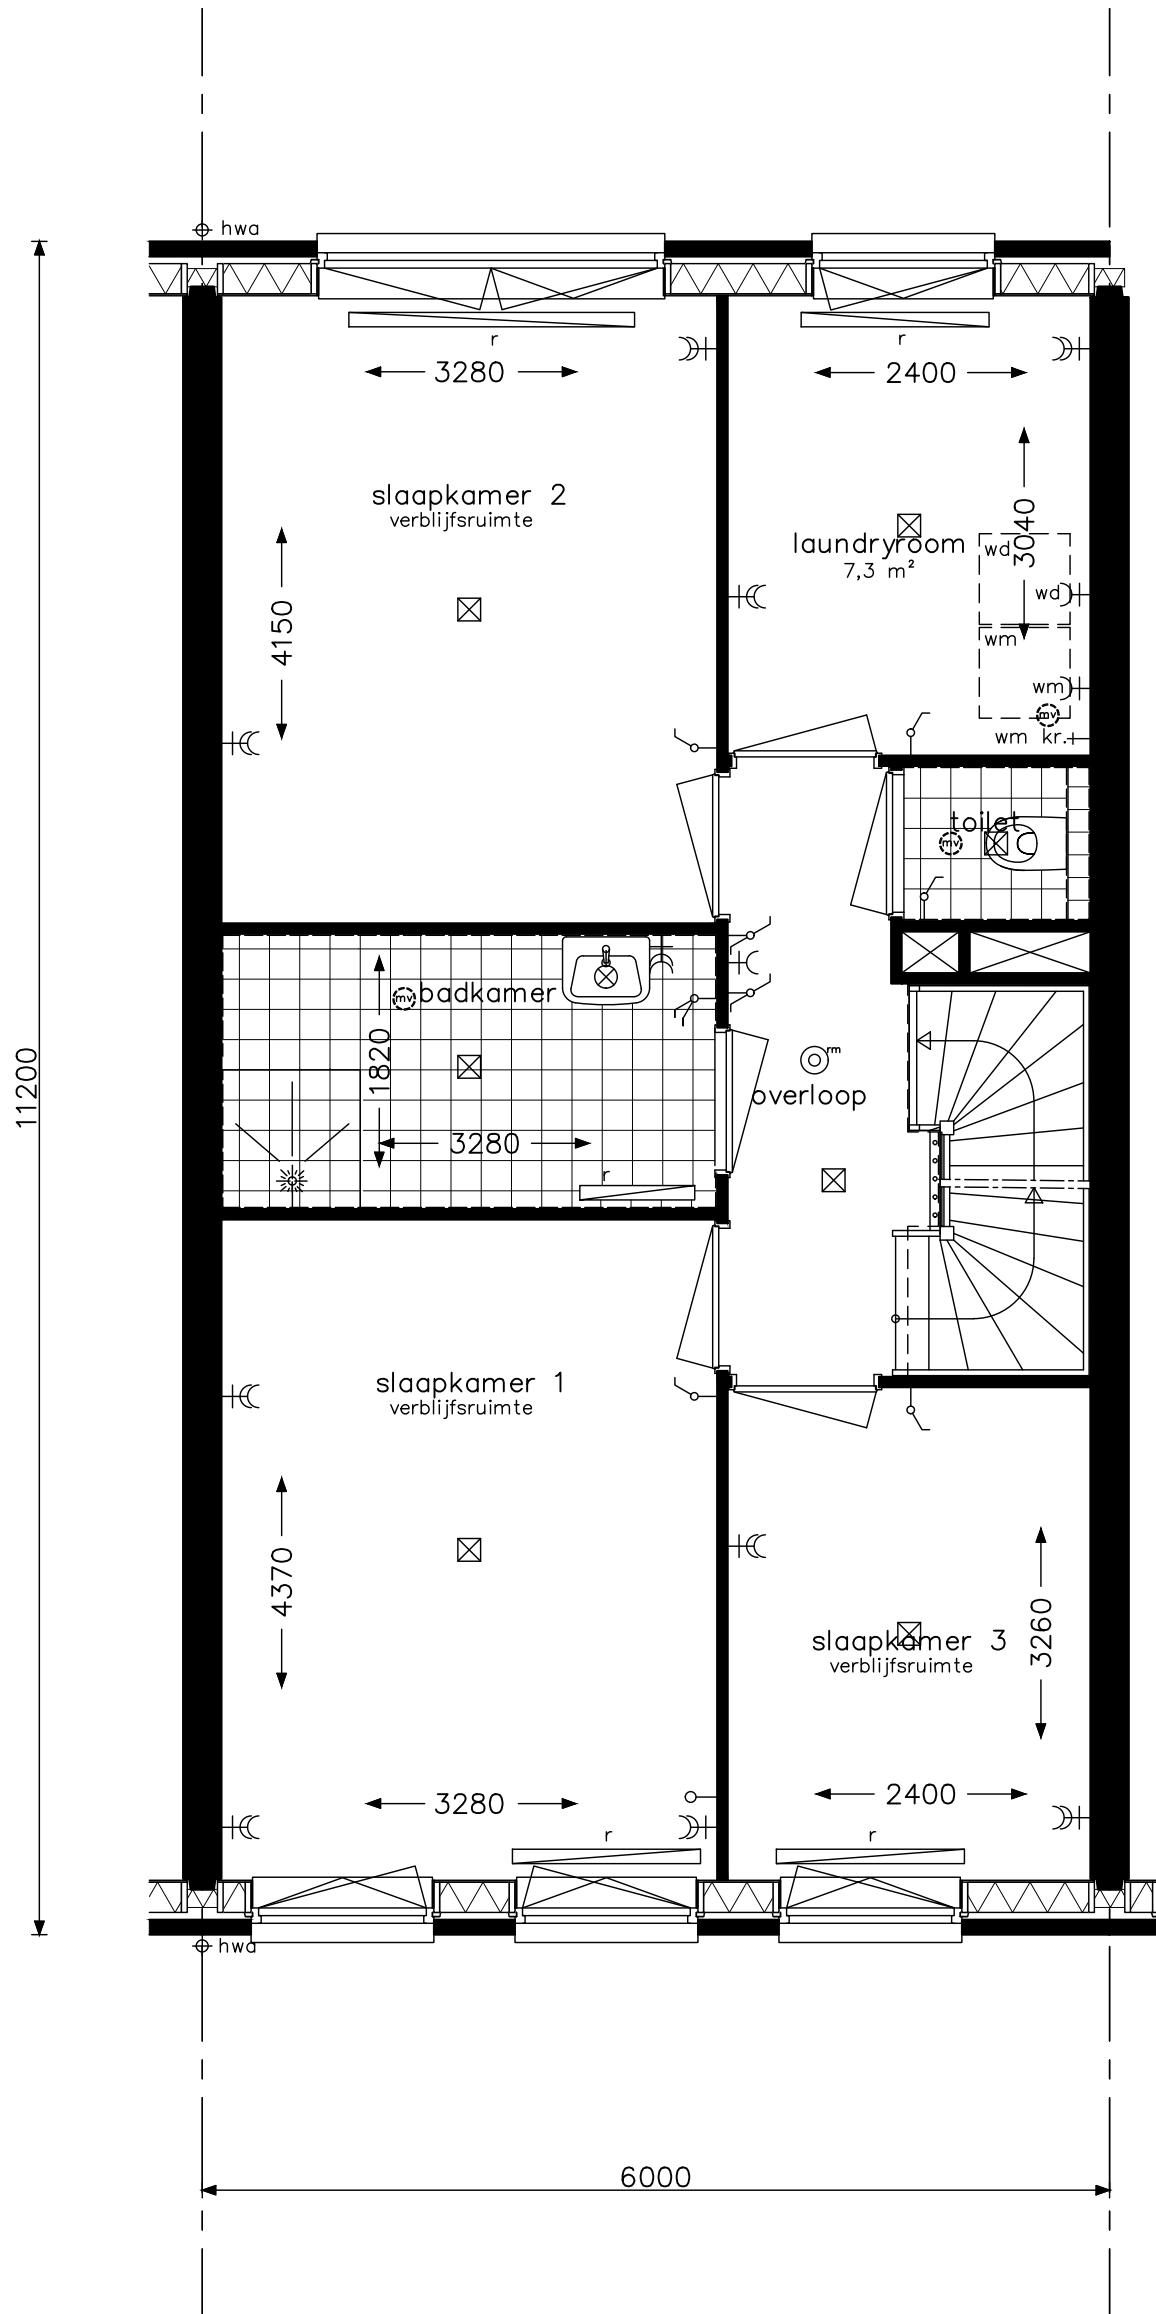 hwa
r
r
3280
2400
slaapkamer 2
verblijfsruimte
3040
laundryroom
7,3 m²
wd
wd
4150
wm
wm
mv
wm kr.
toilet
mv
badkamer
mv
1820
11200
rm
overloop
3280
r
slaapkamer 1
verblijfsruimte
4370
slaapkamer 3
verblijfsruimte
3260
3280
2400
r
r
hwa
6000